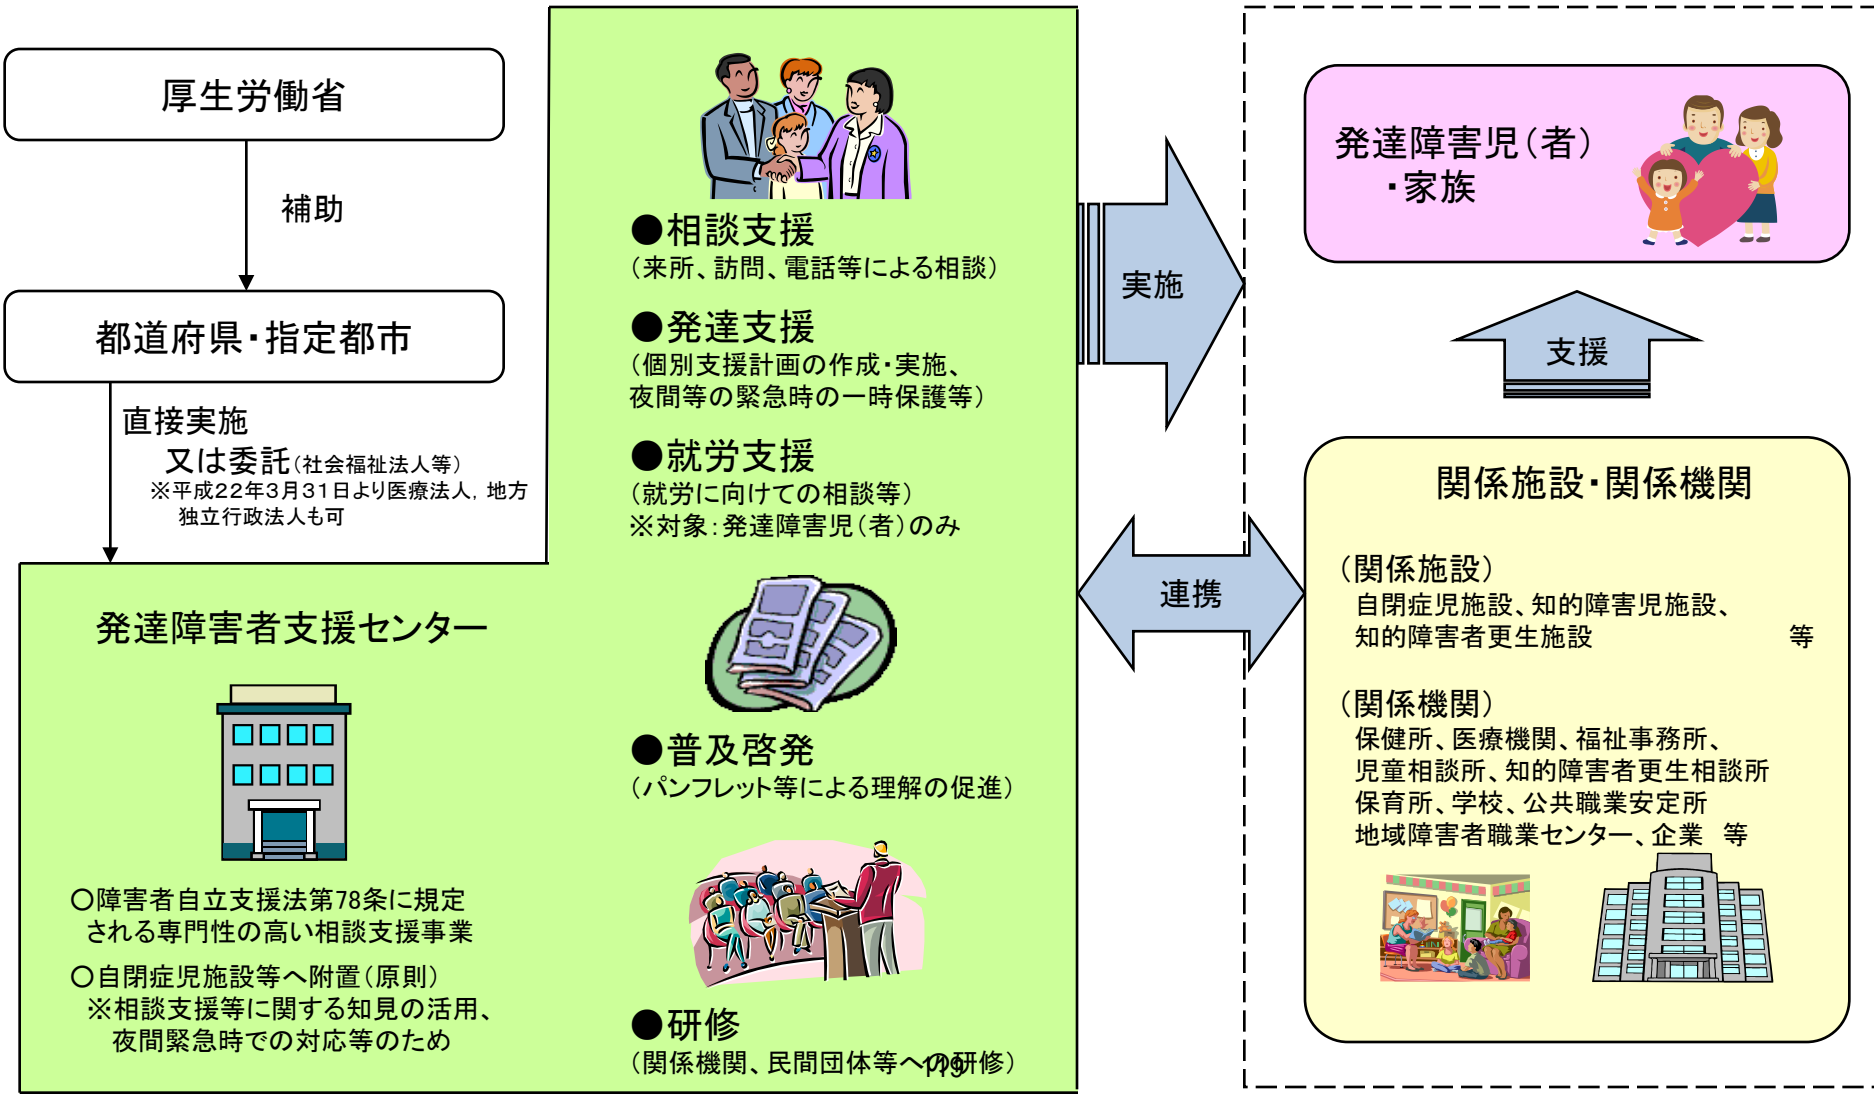 厚生労働省
補助
都道府県・指定都市
直接実施
又は委託(社会福祉法人等)
※平成22年3月31日より医療法人,地方
独立行政法人も可
発達障害者支援センター
○障害者自立支援法第78条に規定
される専門性の高い相談支援事業
○自閉症児施設等へ附置(原則)
※相談支援等に関する知見の活用、
夜間緊急時での対応等のため
●相談支援
(来所、訪問、電話等による相談)
●発達支援
(個別支援計画の作成・実施、
夜間等の緊急時の一時保護等)
●就労支援
(就労に向けての相談等)
※対象:発達障害児(者)のみ
●普及啓発
(パンフレット等による理解の促進)
●研修
(関係機関、民間団体等への研修)
119
実施
連携
発達障害児(者)
・家族
支援
関係施設・関係機関
(関係施設)
自閉症児施設、知的障害児施設、
知的障害者更生施設 等
(関係機関)
保健所、医療機関、福祉事務所、
児童相談所、知的障害者更生相談所
保育所、学校、公共職業安定所
地域障害者職業センター、企業 等